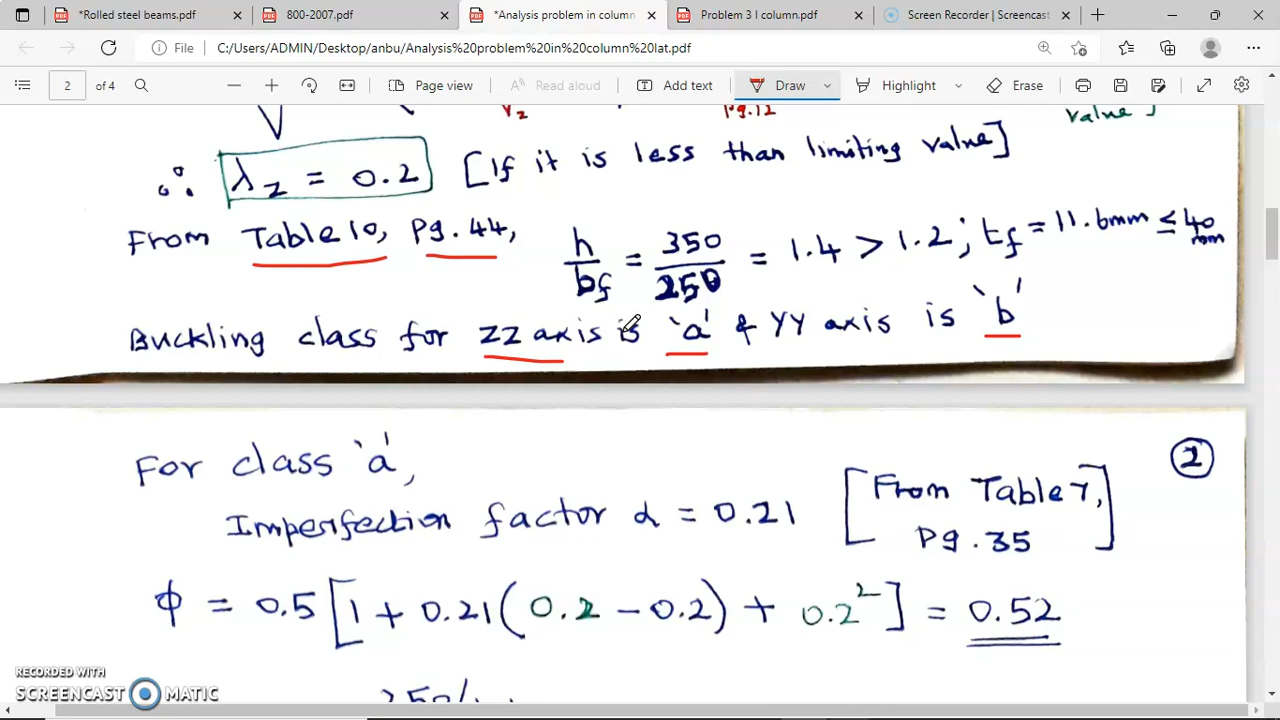 *Rolled steel beams.pdf
800-2007.pdf
*Analysis problem in column
Problem 3 I column.pdf
Screen Recorder | Screencast
File
C:/Users/ADMIN/Desktop/anbu/Analysis%20problem%20in%20column%20lat.pdf
2 of 4
Page view
Read aloud
Add text
Draw
Highlight
Erase
V
Vz
Pg.12
value]
∴ λz = 0.2 [If it is less than limiting value]
From Table 10, Pg. 44, h/bf = 350/250 = 1.4 > 1.2 ; tf = 11.6mm ≤ 40 mm
Buckling class for ZZ axis is `a' & YY axis is `b'
For class `a',
2
Imperfection factor α = 0.21 [From Table 7, Pg. 35]
ϕ = 0.5 [1 + 0.21 (0.2 - 0.2) + 0.2² ] = 0.52
RECORDED WITH
SCREENCAST MATIC